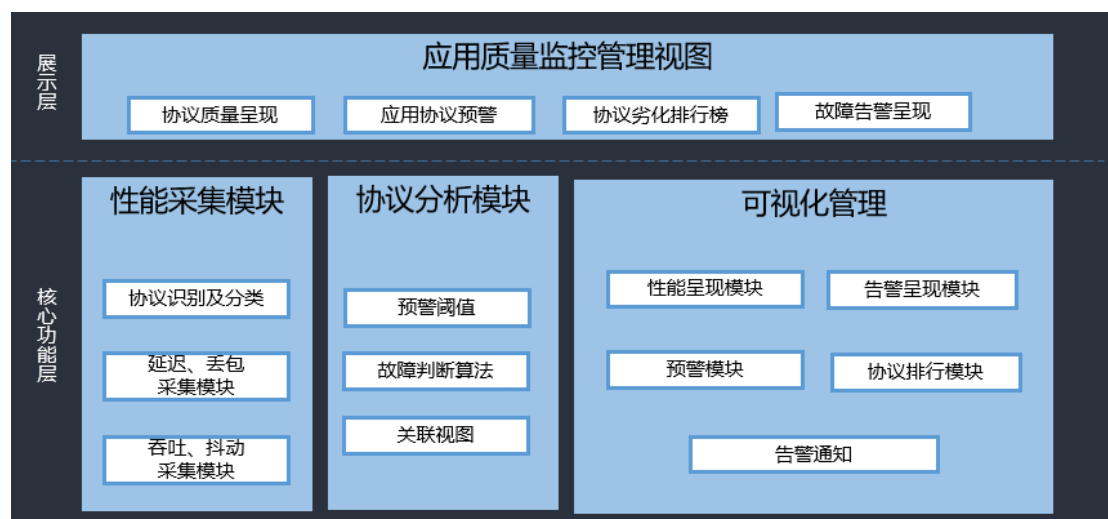 展示层
应用质量监控管理视图
协议质量呈现
应用协议预警
协议劣化排行榜
故障告警呈现
核心功能层
性能采集模块
协议识别及分类
延迟、丢包
采集模块
吞吐、抖动
采集模块
协议分析模块
预警阈值
故障判断算法
关联视图
可视化管理
性能呈现模块
告警呈现模块
预警模块
协议排行模块
告警通知